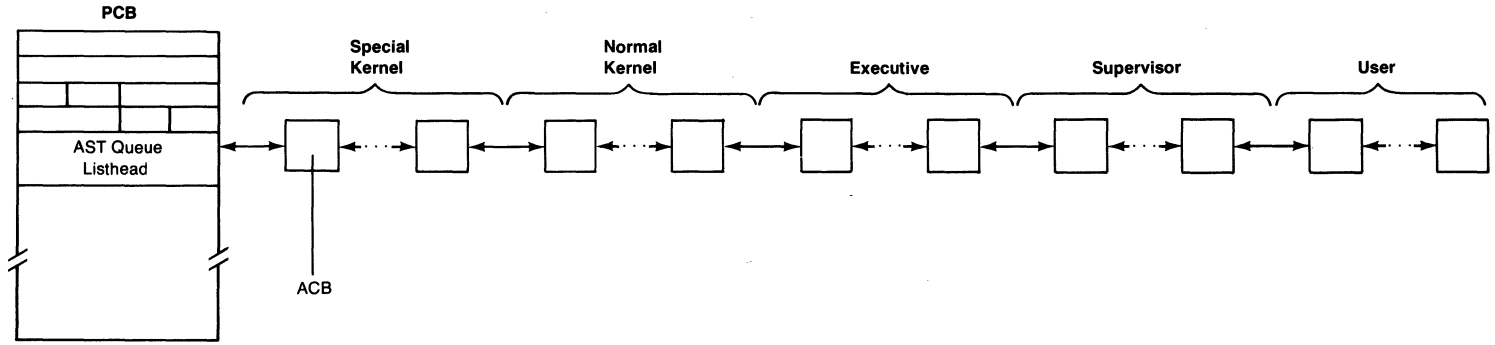 PCB
Special
Kernel
Normal
Kernel
Executive
Supervisor
User
AST Queue
Listhead
ACB